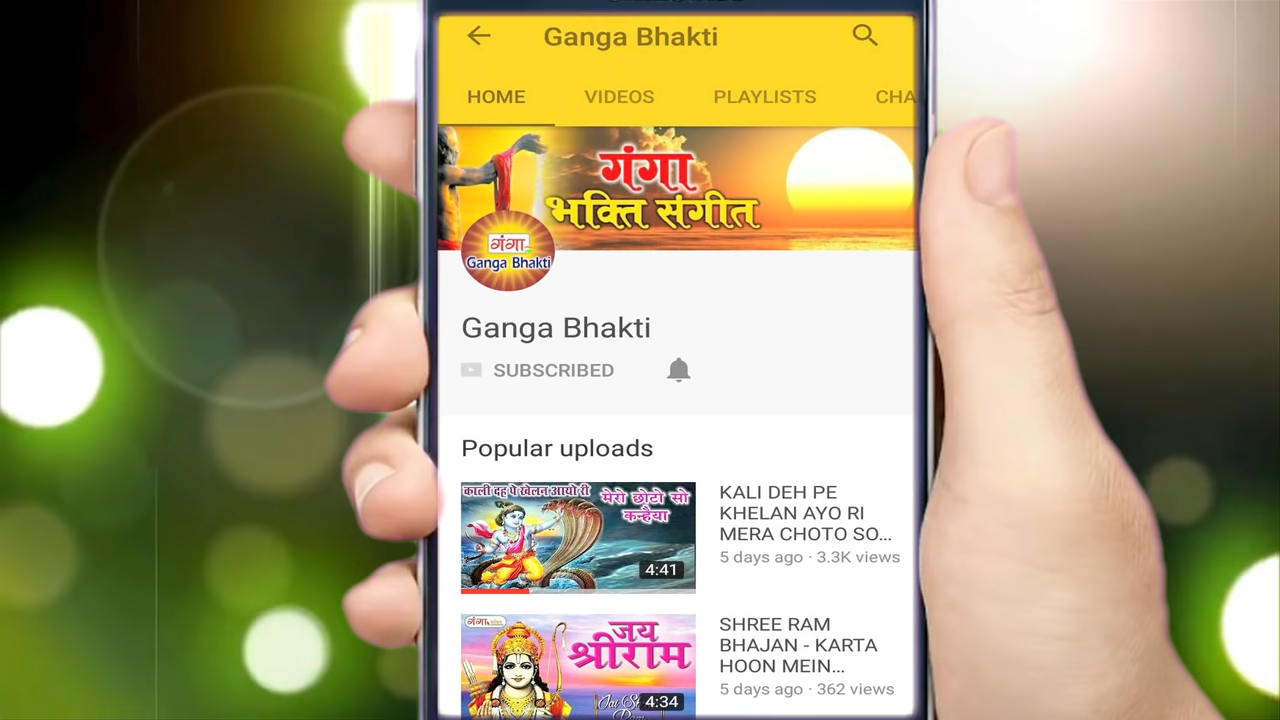 Ganga Bhakti
HOME VIDEOS PLAYLISTS CHA
गंगा
भक्ति संगीत
गंगा
Ganga Bhakti
Ganga Bhakti
SUBSCRIBED
Popular uploads
काली दह पे खेलन आयो री
मेरो छोटो सो
कन्हैया
4:41
KALI DEH PE
KHELAN AYO RI
MERA CHOTO SO...
5 days ago · 3.3K views
गंगा
जय
श्रीराम
4:34
SHREE RAM
BHAJAN - KARTA
HOON MEIN...
5 days ago · 362 views